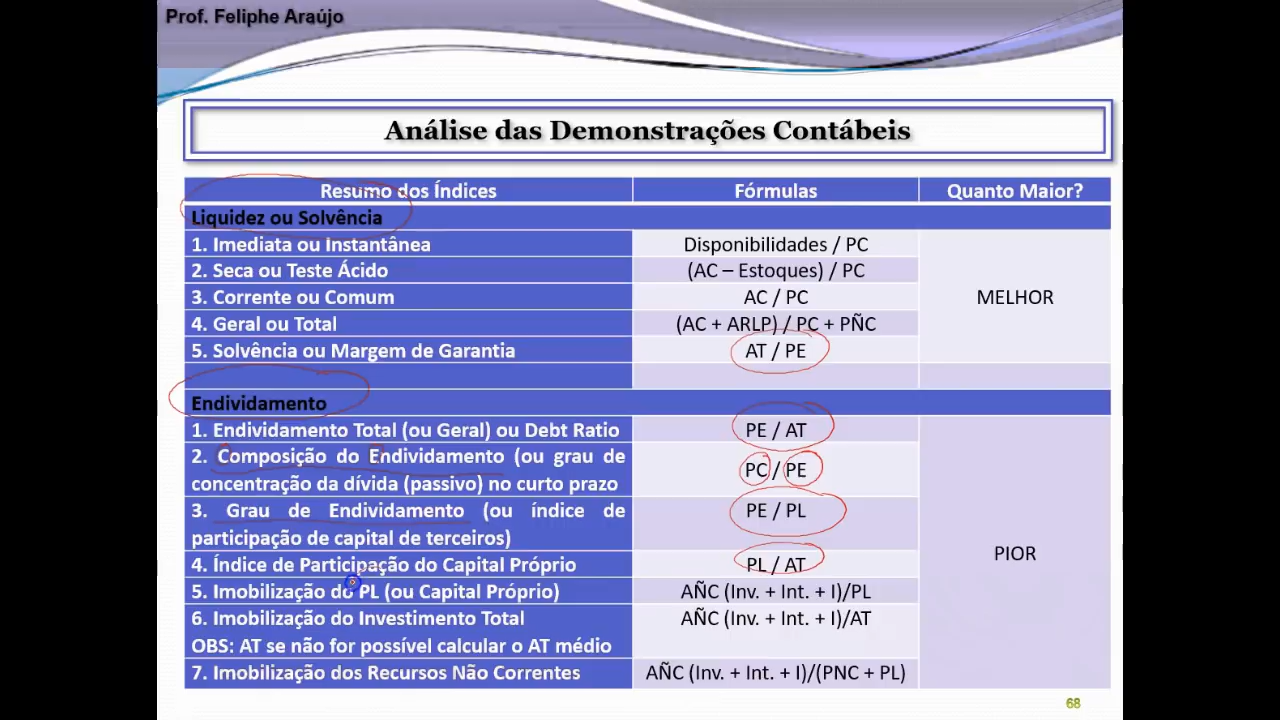 Prof. Feliphe Araújo
Análise das Demonstrações Contábeis
Resumo dos Índices Fórmulas Quanto Maior?
Liquidez ou Solvência
1. Imediata ou Instantânea Disponibilidades / PC
2. Seca ou Teste Ácido (AC – Estoques) / PC
3. Corrente ou Comum AC / PC MELHOR
4. Geral ou Total (AC + ARLP) / PC + PÑC
5. Solvência ou Margem de Garantia AT / PE
Endividamento
1. Endividamento Total (ou Geral) ou Debt Ratio PE / AT
2. Composição do Endividamento (ou grau de
concentração da dívida (passivo) no curto prazo PC / PE
3. Grau de Endividamento (ou índice de
participação de capital de terceiros) PE / PL
PIOR
4. Índice de Participação do Capital Próprio PL / AT
5. Imobilização do PL (ou Capital Próprio) AÑC (Inv. + Int. + I)/PL
6. Imobilização do Investimento Total AÑC (Inv. + Int. + I)/AT
OBS: AT se não for possível calcular o AT médio
7. Imobilização dos Recursos Não Correntes AÑC (Inv. + Int. + I)/(PNC + PL)
68